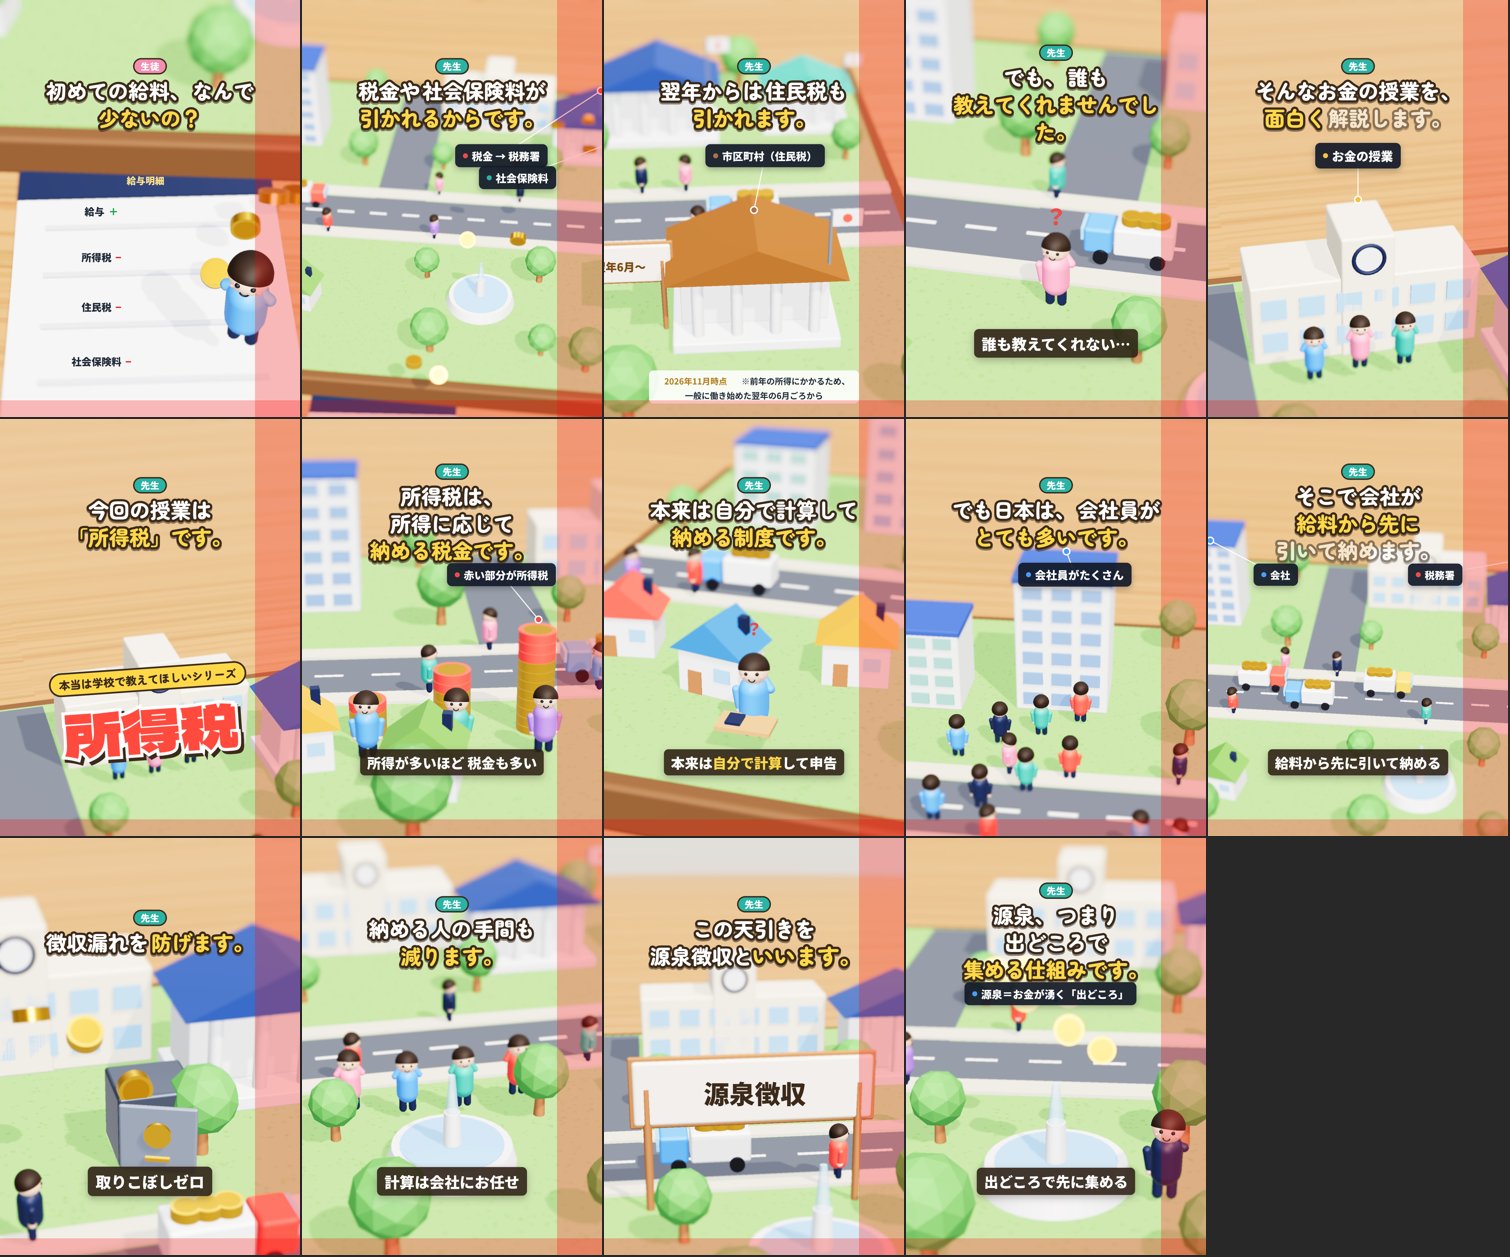 生徒
初めての給料、なんで
少ないの？
給与明細
給与 +
所得税 −
住民税 −
社会保険料 −
先生
税金や社会保険料が
引かれるからです。
税金 → 税務署
社会保険料
先生
翌年からは住民税も
引かれます。
市区町村（住民税）
年6月〜
2026年11月時点 ※前年の所得にかかるため、
一般に働き始めた翌年の6月ごろから
先生
でも、誰も
教えてくれませんでし
た。
?
誰も教えてくれない…
先生
そんなお金の授業を、
面白く解説します。
お金の授業
先生
今回の授業は
「所得税」です。
本当は学校で教えてほしいシリーズ
所得税
先生
所得税は、
所得に応じて
納める税金です。
赤い部分が所得税
所得が多いほど 税金も多い
先生
本来は自分で計算して
納める制度です。
?
本来は自分で計算して申告
先生
でも日本は、会社員が
とても多いです。
会社員がたくさん
先生
そこで会社が
給料から先に
引いて納めます。
会社
税務署
給料から先に引いて納める
先生
徴収漏れを防げます。
取りこぼしゼロ
先生
納める人の手間も
減ります。
計算は会社にお任せ
先生
この天引きを
源泉徴収といいます。
源泉徴収
先生
源泉、つまり
出どころで
集める仕組みです。
源泉＝お金が湧く「出どころ」
出どころで先に集める